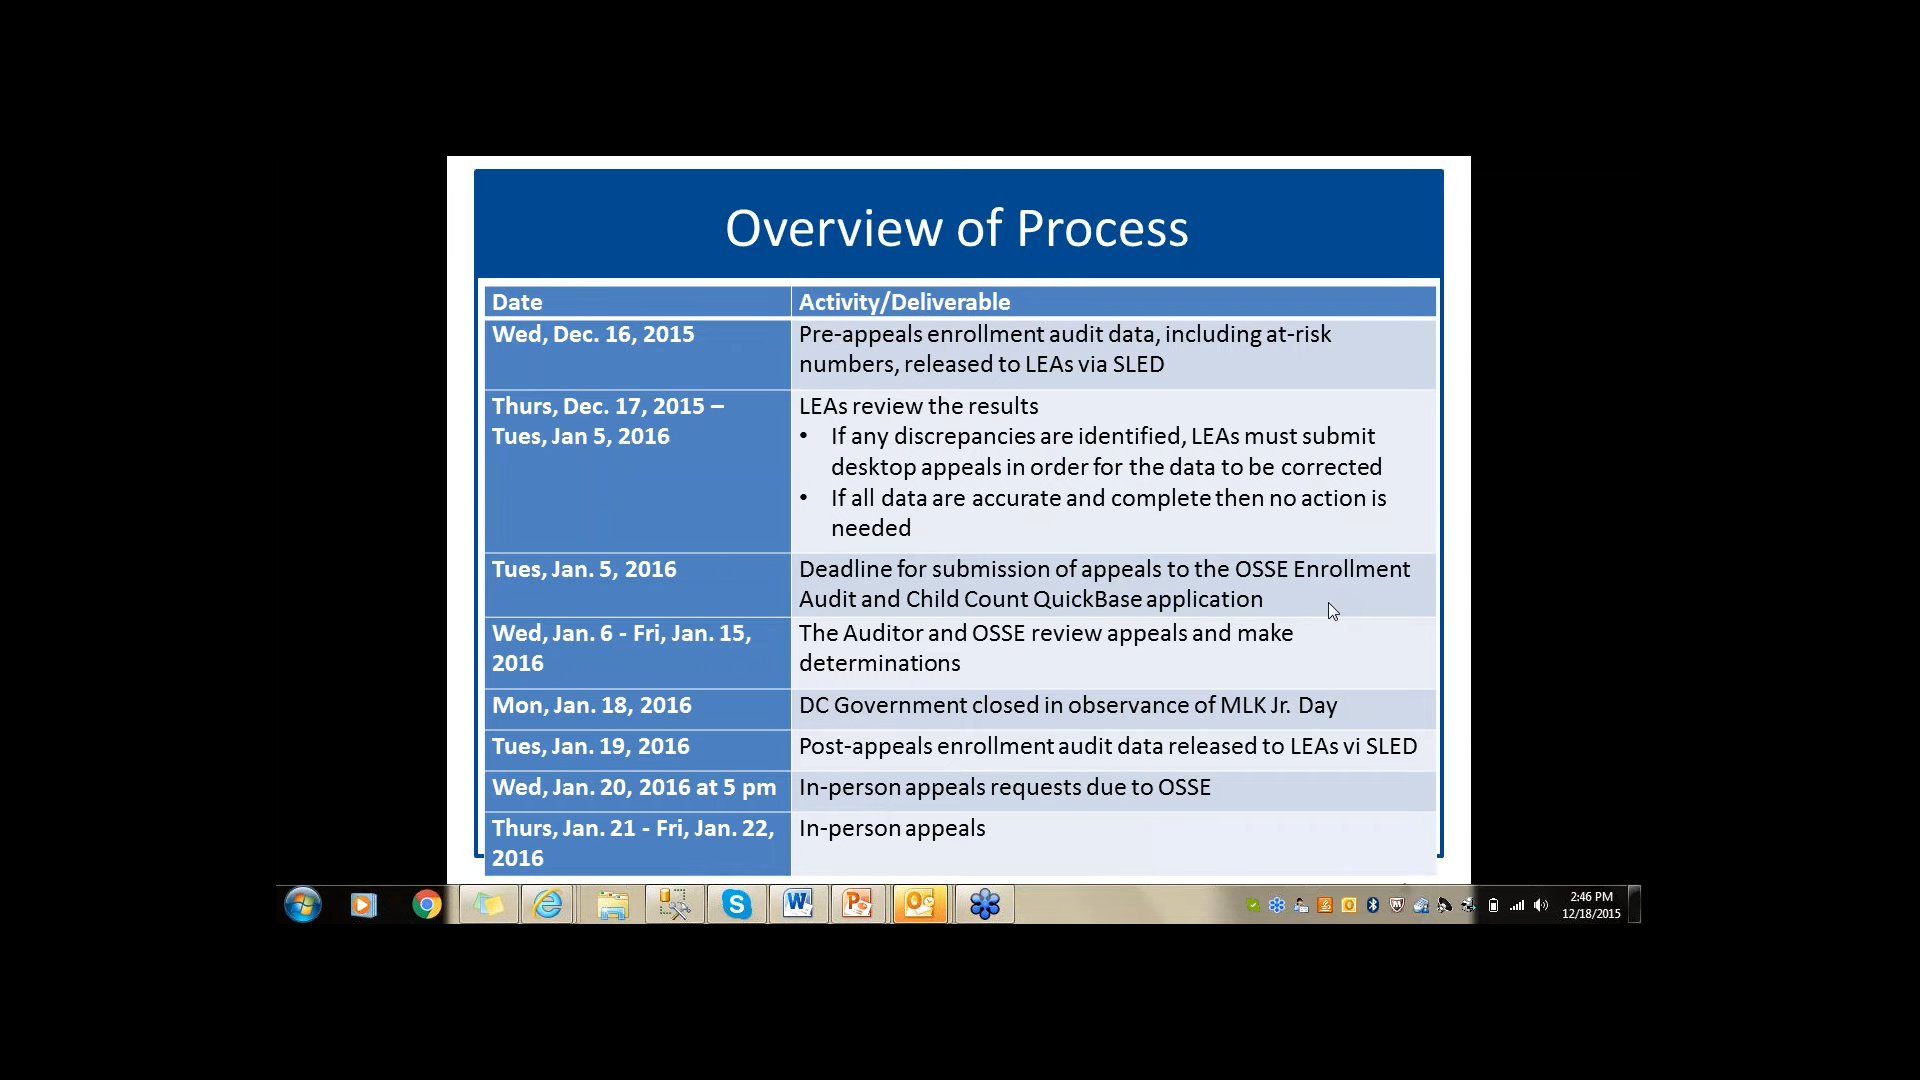 Overview of Process
Date
Activity/Deliverable
Wed, Dec. 16, 2015
Pre-appeals enrollment audit data, including at-risk
numbers, released to LEAs via SLED
Thurs, Dec. 17, 2015 –
Tues, Jan 5, 2016
LEAs review the results
• If any discrepancies are identified, LEAs must submit
desktop appeals in order for the data to be corrected
• If all data are accurate and complete then no action is
needed
Tues, Jan. 5, 2016
Deadline for submission of appeals to the OSSE Enrollment
Audit and Child Count QuickBase application
Wed, Jan. 6 - Fri, Jan. 15,
2016
The Auditor and OSSE review appeals and make
determinations
Mon, Jan. 18, 2016
DC Government closed in observance of MLK Jr. Day
Tues, Jan. 19, 2016
Post-appeals enrollment audit data released to LEAs vi SLED
Wed, Jan. 20, 2016 at 5 pm
In-person appeals requests due to OSSE
Thurs, Jan. 21 - Fri, Jan. 22,
2016
In-person appeals
2:46 PM
12/18/2015